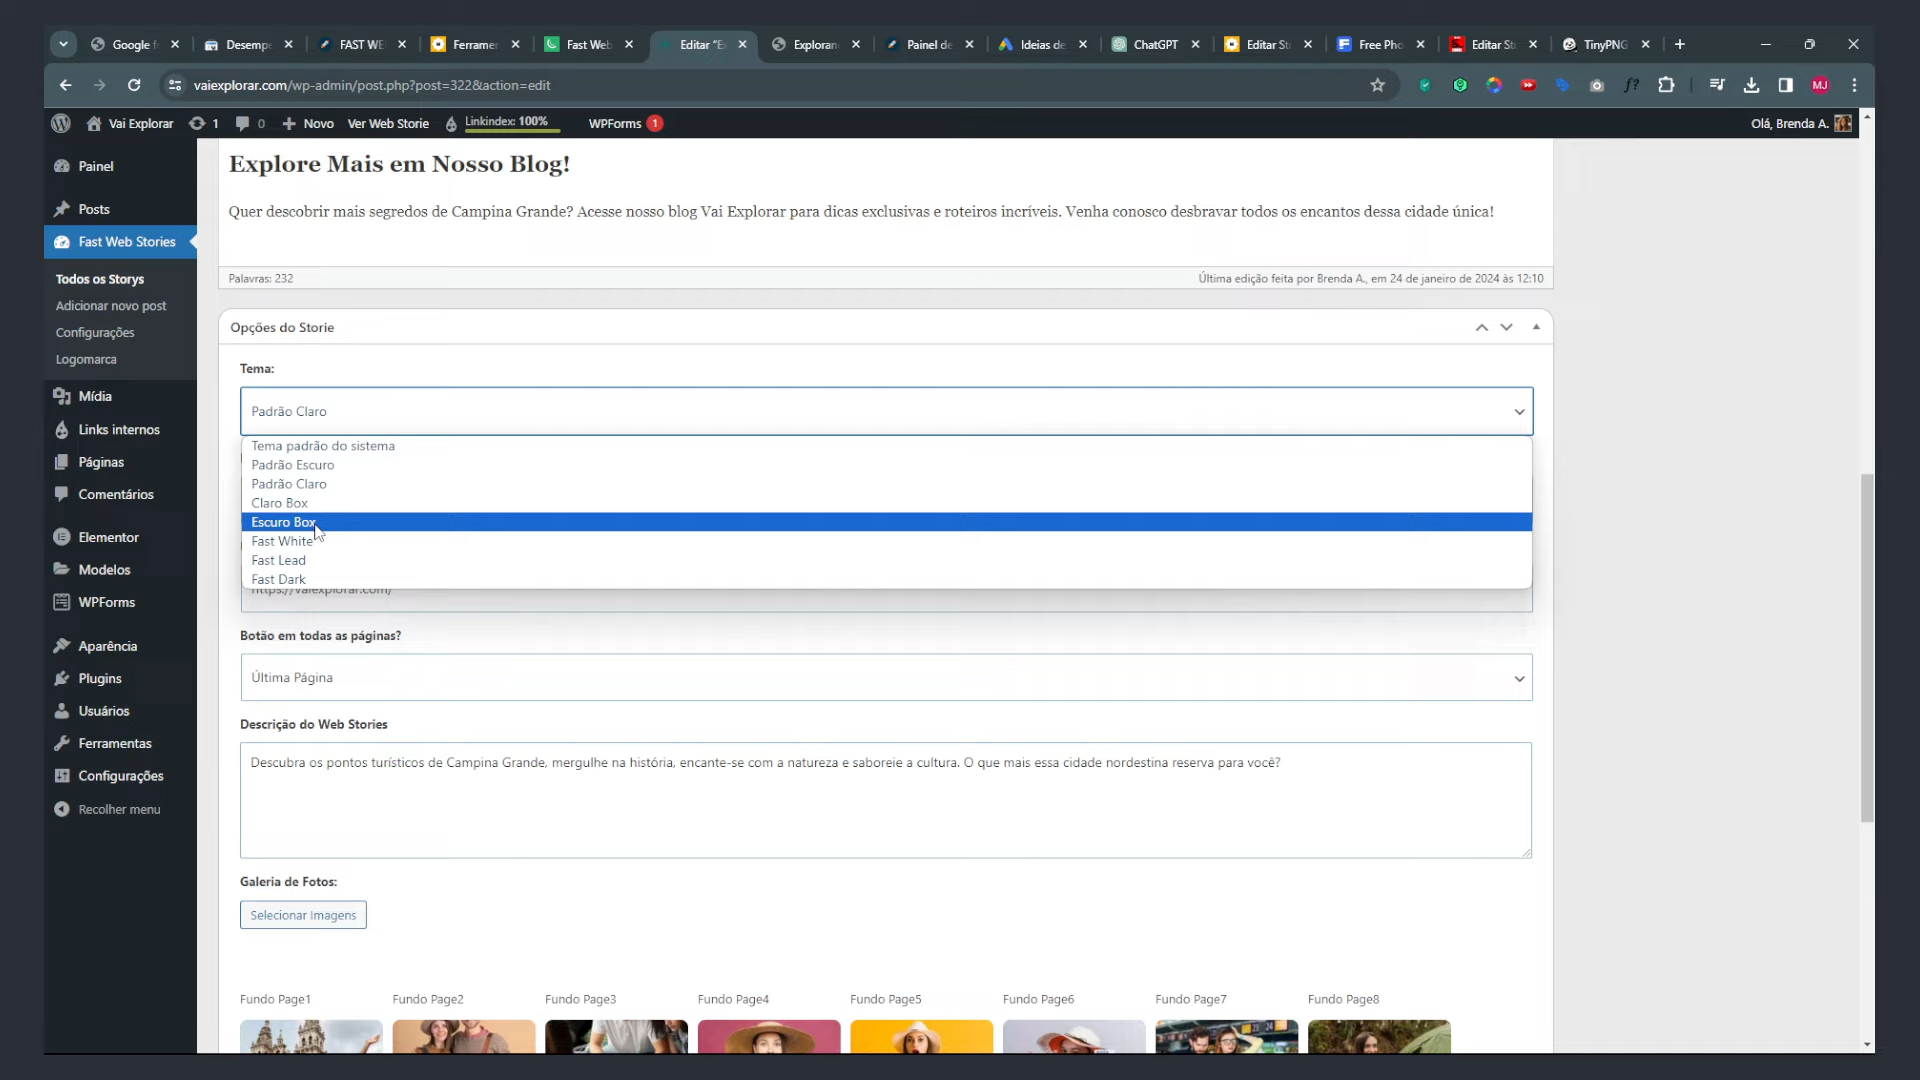 Google f
Desempe
FAST WE
Ferramer
Fast Web
Editar "E
Exploran
Painel de
Ideias de
ChatGPT
Editar St
Free Pho
Editar St
TinyPNG
vaiexplorar.com/wp-admin/post.php?post=322&action=edit
f?
MJ
Vai Explorar
1
0
Novo
Ver Web Storie
Linkindex: 100%
WPForms 1
Olá, Brenda A.
Painel
Posts
Fast Web Stories
Todos os Storys
Adicionar novo post
Configurações
Logomarca
Mídia
Links internos
Páginas
Comentários
Elementor
Modelos
WPForms
Aparência
Plugins
Usuários
Ferramentas
Configurações
Recolher menu
Explore Mais em Nosso Blog!
Quer descobrir mais segredos de Campina Grande? Acesse nosso blog Vai Explorar para dicas exclusivas e roteiros incríveis. Venha conosco desbravar todos os encantos dessa cidade única!
Palavras: 232
Última edição feita por Brenda A., em 24 de janeiro de 2024 às 12:10
Opções do Storie
Tema:
Padrão Claro
Tema padrão do sistema
Padrão Escuro
Padrão Claro
Claro Box
Escuro Box
Fast White
Fast Lead
Fast Dark
https://vaiexplorar.com/
Botão em todas as páginas?
Última Página
Descrição do Web Stories
Descubra os pontos turísticos de Campina Grande, mergulhe na história, encante-se com a natureza e saboreie a cultura. O que mais essa cidade nordestina reserva para você?
Galeria de Fotos:
Selecionar Imagens
Fundo Page1
Fundo Page2
Fundo Page3
Fundo Page4
Fundo Page5
Fundo Page6
Fundo Page7
Fundo Page8